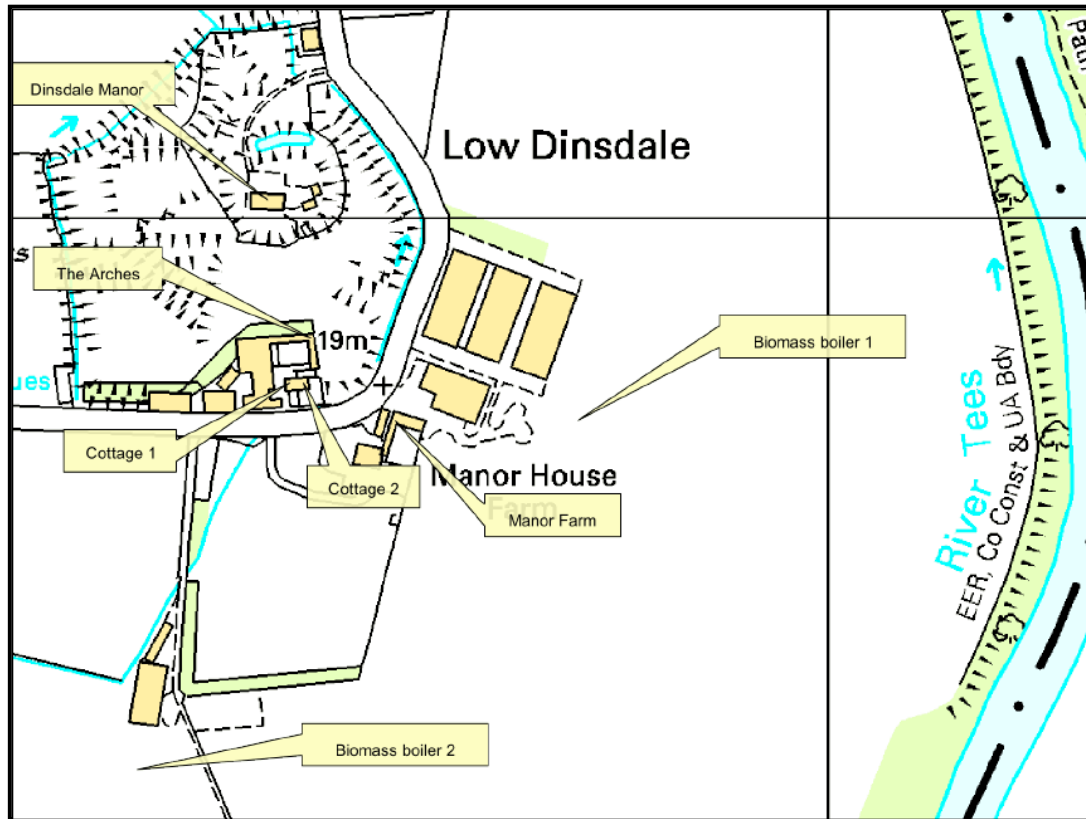 Dinsdale Manor
Tk
Low Dinsdale
The Arches
19m
Biomass boiler 1
Cottage 1
Cottage 2
Manor House
Farm
Manor Farm
River Tees
EER, Co Const & UA Bdy
Biomass boiler 2